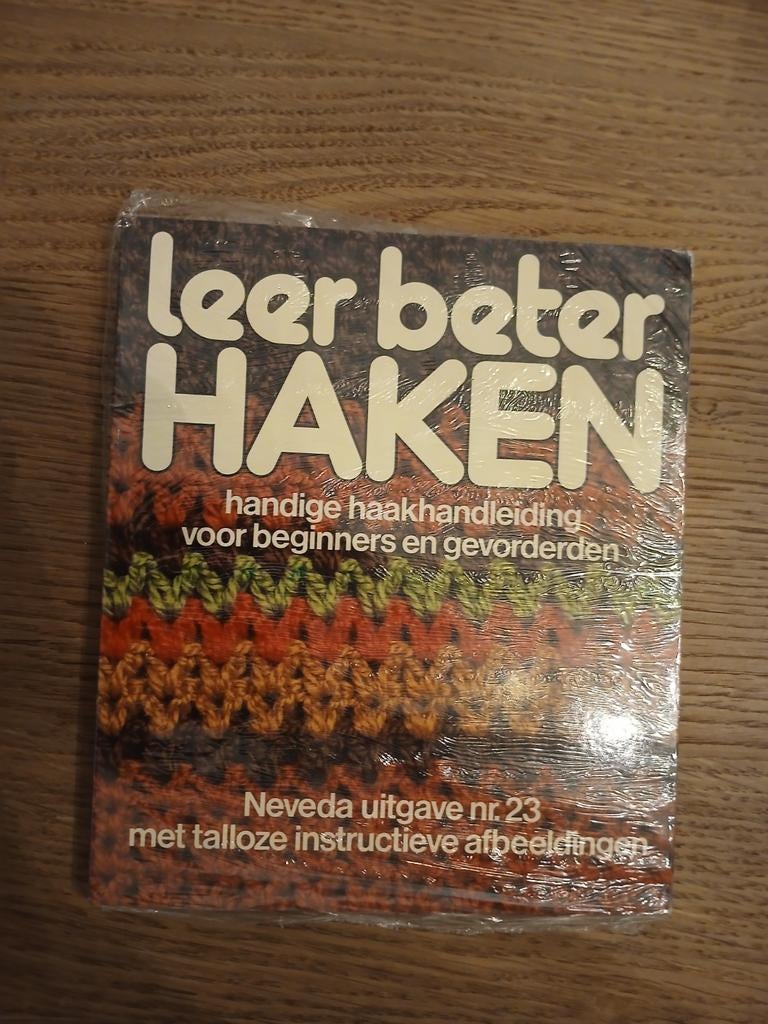 leer beter
HAKEN
handige haakhandleiding
voor beginners en gevorderden
Neveda uitgave nr. 23
met talloze instructieve afbeeldingen